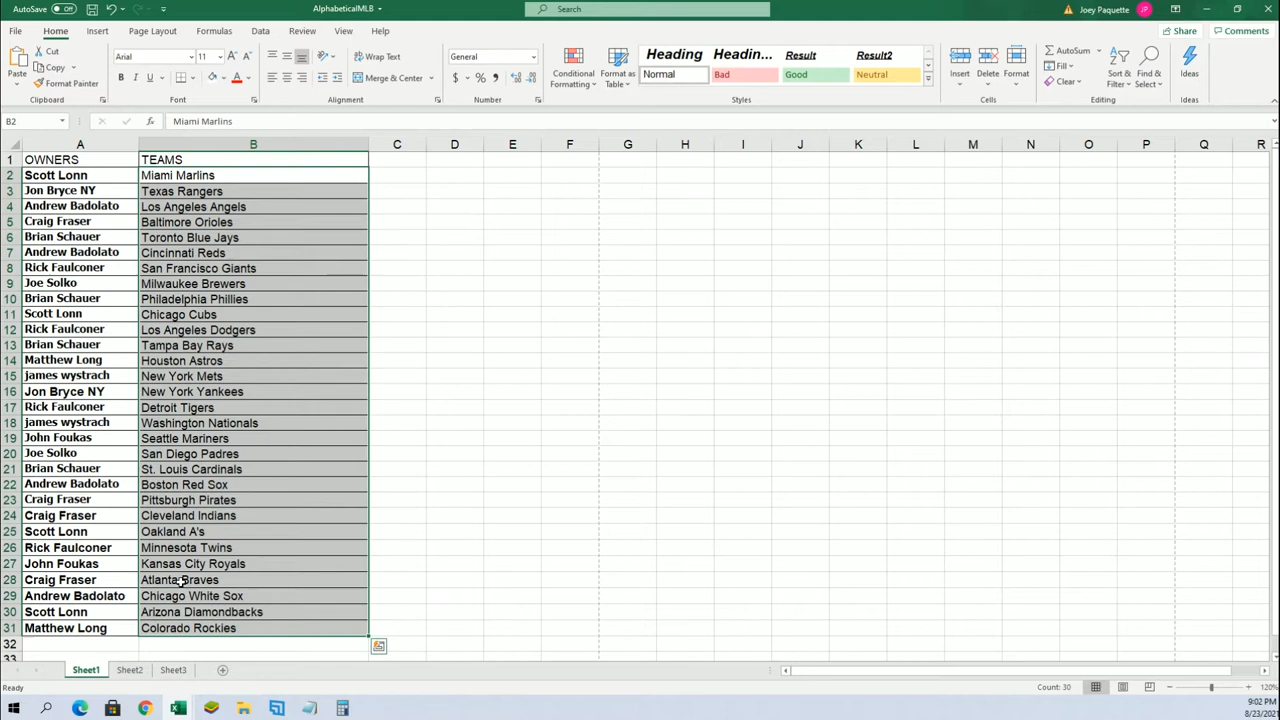 AutoSave Off AlphabeticalMLB Search Joey Paquette JP
File Home Insert Page Layout Formulas Data Review View Help Share Comments
Paste Cut Copy Format Painter Clipboard
Arial 11 B I U A Font
Wrap Text Merge & Center Alignment
General $ % Number
Conditional Formatting Format as Table Heading Headin... Result Result2 Normal Bad Good Neutral Styles
Insert Delete Format Cells
AutoSum Fill Clear Sort & Filter Find & Select Editing
Ideas Ideas
B2 fx Miami Marlins
A B C D E F G H I J K L M N O P Q R
1 OWNERS TEAMS
2 Scott Lonn Miami Marlins
3 Jon Bryce NY Texas Rangers
4 Andrew Badolato Los Angeles Angels
5 Craig Fraser Baltimore Orioles
6 Brian Schauer Toronto Blue Jays
7 Andrew Badolato Cincinnati Reds
8 Rick Faulconer San Francisco Giants
9 Joe Solko Milwaukee Brewers
10 Brian Schauer Philadelphia Phillies
11 Scott Lonn Chicago Cubs
12 Rick Faulconer Los Angeles Dodgers
13 Brian Schauer Tampa Bay Rays
14 Matthew Long Houston Astros
15 james wystrach New York Mets
16 Jon Bryce NY New York Yankees
17 Rick Faulconer Detroit Tigers
18 james wystrach Washington Nationals
19 John Foukas Seattle Mariners
20 Joe Solko San Diego Padres
21 Brian Schauer St. Louis Cardinals
22 Andrew Badolato Boston Red Sox
23 Craig Fraser Pittsburgh Pirates
24 Craig Fraser Cleveland Indians
25 Scott Lonn Oakland A's
26 Rick Faulconer Minnesota Twins
27 John Foukas Kansas City Royals
28 Craig Fraser Atlanta Braves
29 Andrew Badolato Chicago White Sox
30 Scott Lonn Arizona Diamondbacks
31 Matthew Long Colorado Rockies
32
33
Sheet1 Sheet2 Sheet3
Ready Count: 30 120%
9:02 PM